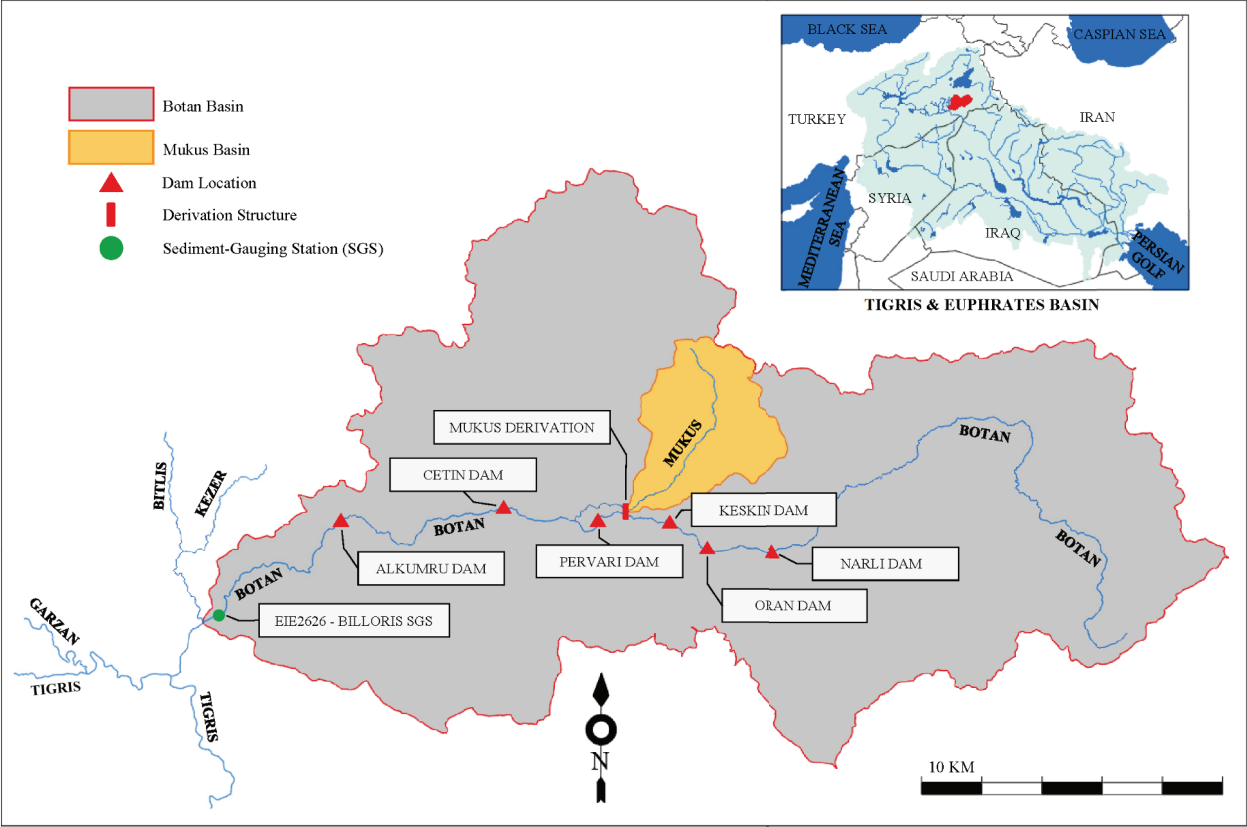 BLACK SEA
CASPIAN SEA
TURKEY
IRAN
SYRIA
MEDITERRANEAN
SEA
IRAQ
PERSIAN
GOLF
SAUDI ARABIA
TIGRIS & EUPHRATES BASIN
Botan Basin
Mukus Basin
Dam Location
Derivation Structure
Sediment-Gauging Station (SGS)
MUKUS DERIVATION
MUKUS
BOTAN
BITLIS
KEZER
CETIN DAM
BOTAN
KESKIN DAM
PERVARI DAM
NARLI DAM
BOTAN
ALKUMRU DAM
BOTAN
ORAN DAM
EIE2626 - BILLORIS SGS
GARZAN
TIGRIS
TIGRIS
N
10 KM